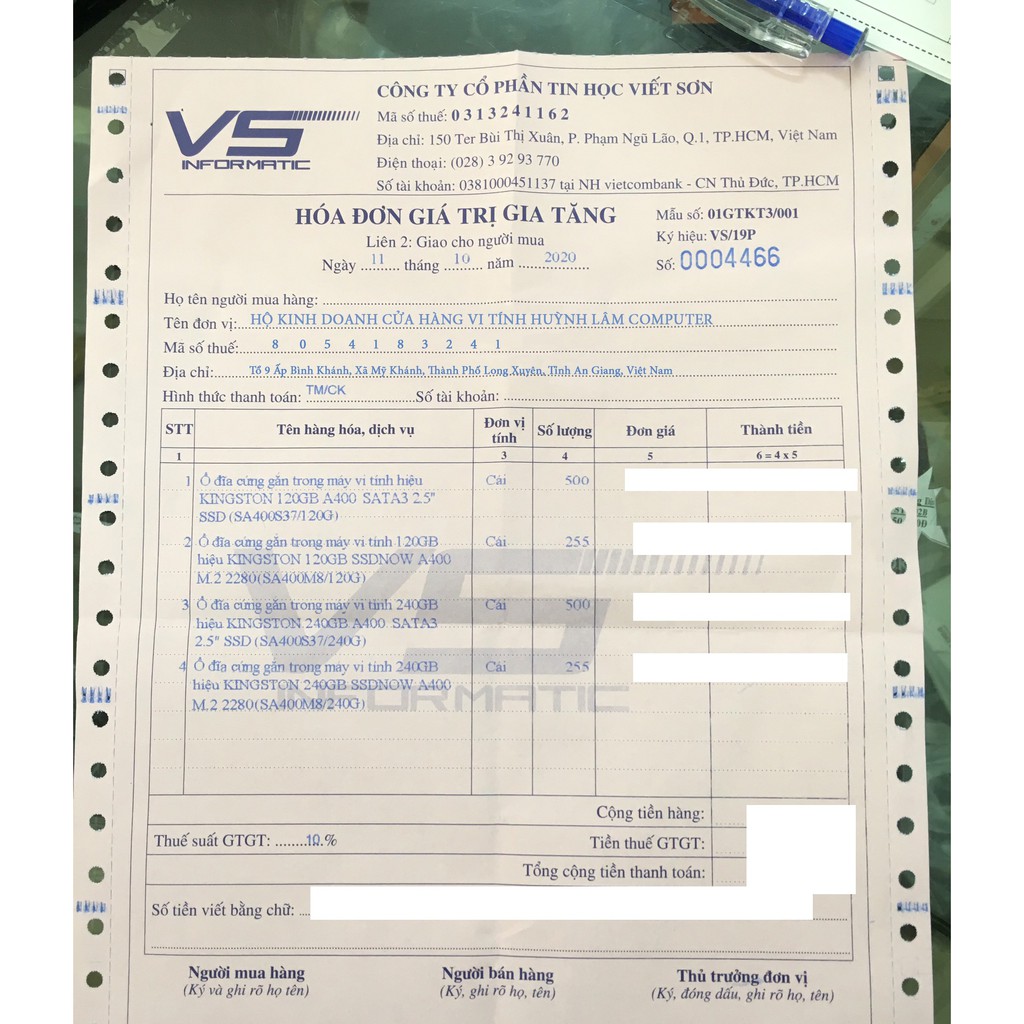 VS
INFORMATIC
CÔNG TY CỔ PHẦN TIN HỌC VIẾT SƠN
Mã số thuế: 0313241162
Địa chỉ: 150 Ter Bùi Thị Xuân, P. Phạm Ngũ Lão, Q.1, TP.HCM, Việt Nam
Điện thoại: (028) 3 92 93 770
Số tài khoản: 0381000451137 tại NH vietcombank - CN Thủ Đức, TP.HCM
HÓA ĐƠN GIÁ TRỊ GIA TĂNG
Liên 2: Giao cho người mua
Ngày 11 tháng 10 năm 2020
Mẫu số: 01GTKT3/001
Ký hiệu: VS/19P
Số: 0004466
Họ tên người mua hàng:
Tên đơn vị: HỘ KINH DOANH CỬA HÀNG VI TÍNH HUỲNH LÂM COMPUTER
Mã số thuế: 8 0 5 4 1 8 3 2 4 1
Địa chỉ: Tổ 9 Ấp Bình Khánh, Xã Mỹ Khánh, Thành Phố Long Xuyên, Tỉnh An Giang, Việt Nam
Hình thức thanh toán: TM/CK Số tài khoản:
STT Tên hàng hóa, dịch vụ Đơn vị tính Số lượng Đơn giá Thành tiền
1 3 4 5 6 = 4 x 5
1 Ổ đĩa cứng gắn trong máy vi tính hiệu Cái 500
KINGSTON 120GB A400 SATA3 2.5"
SSD (SA400S37/120G)
2 Ổ đĩa cứng gắn trong máy vi tính 120GB Cái 255
hiệu KINGSTON 120GB SSDNOW A400
M.2 2280(SA400M8/120G)
3 Ổ đĩa cứng gắn trong máy vi tính 240GB Cái 500
hiệu KINGSTON 240GB A400 SATA3
2.5" SSD (SA400S37/240G)
4 Ổ đĩa cứng gắn trong máy vi tính 240GB Cái 255
hiệu KINGSTON 240GB SSDNOW A400
M.2 2280(SA400M8/240G)
VS
INFORMATIC
Cộng tiền hàng:
Thuế suất GTGT: ........10.% Tiền thuế GTGT:
Tổng cộng tiền thanh toán:
Số tiền viết bằng chữ:
Người mua hàng Người bán hàng Thủ trưởng đơn vị
(Ký và ghi rõ họ tên) (Ký, ghi rõ họ, tên) (Ký, đóng dấu, ghi rõ họ, tên)